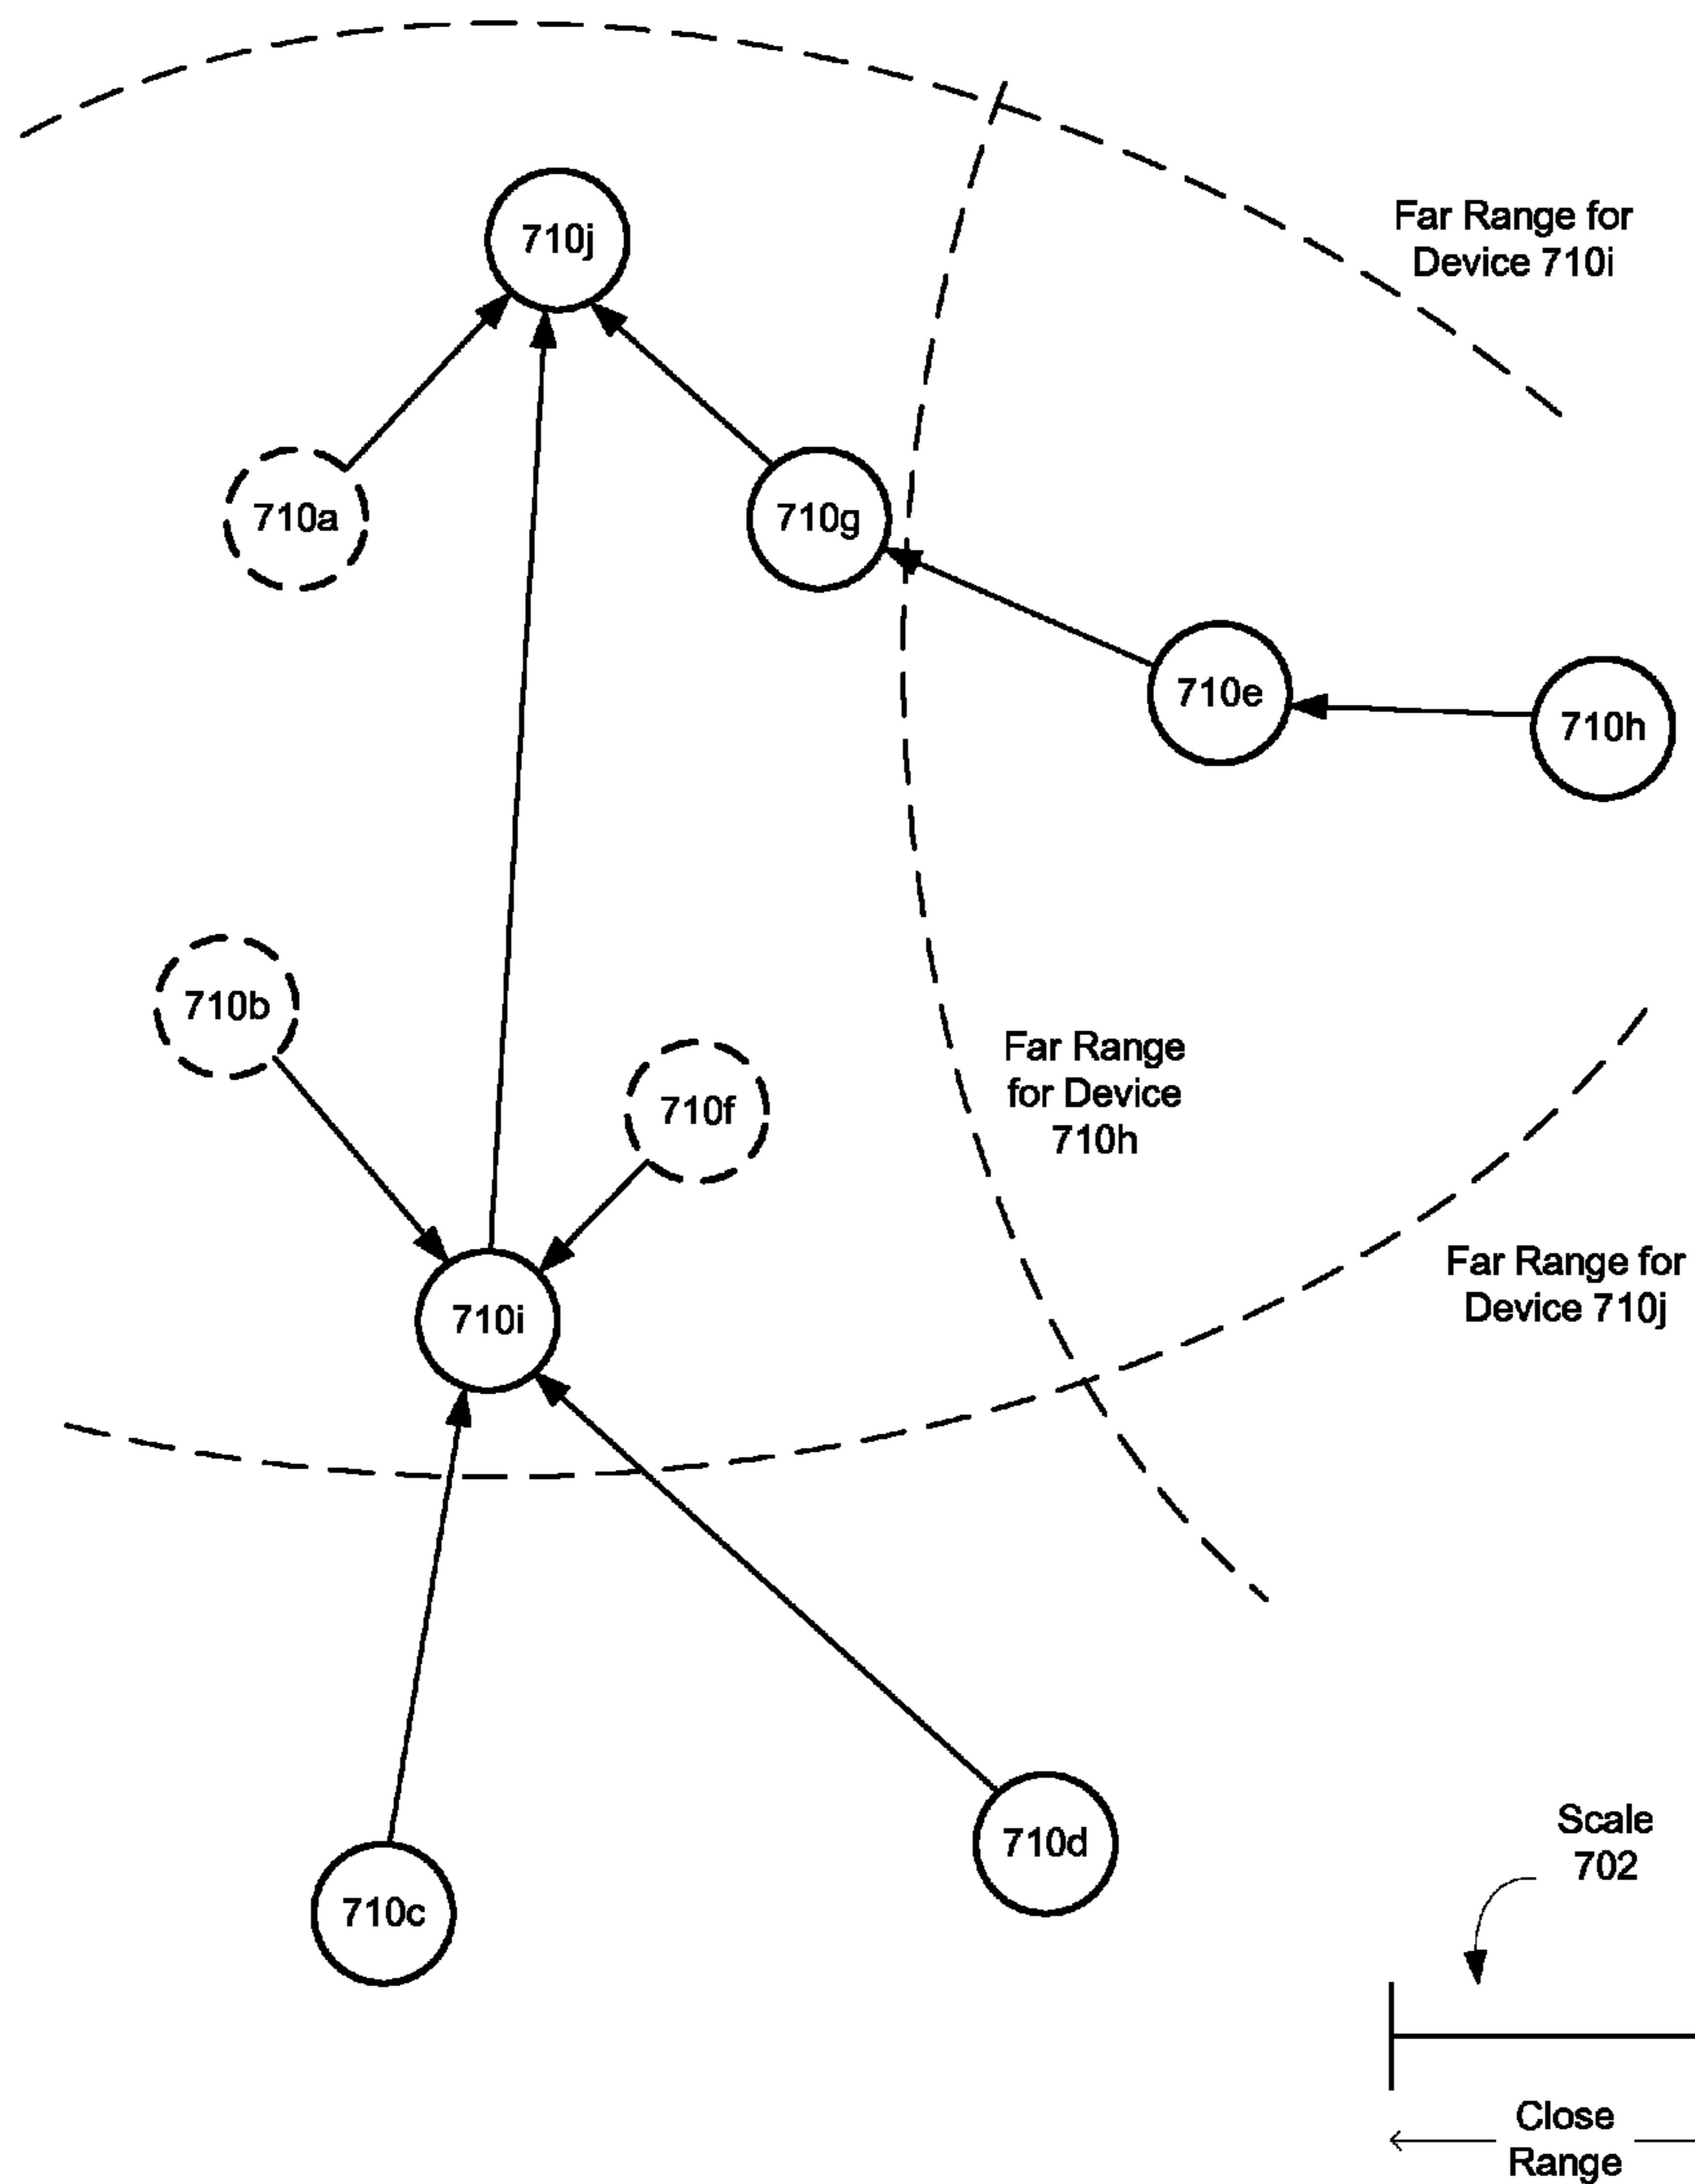 Far Range for
Device 710i
710j
710a
710g
710e
710h
710b
710f
Far Range
for Device
710h
Far Range for
Device 710j
710i
710d
710c
Scale
702
Close
Range